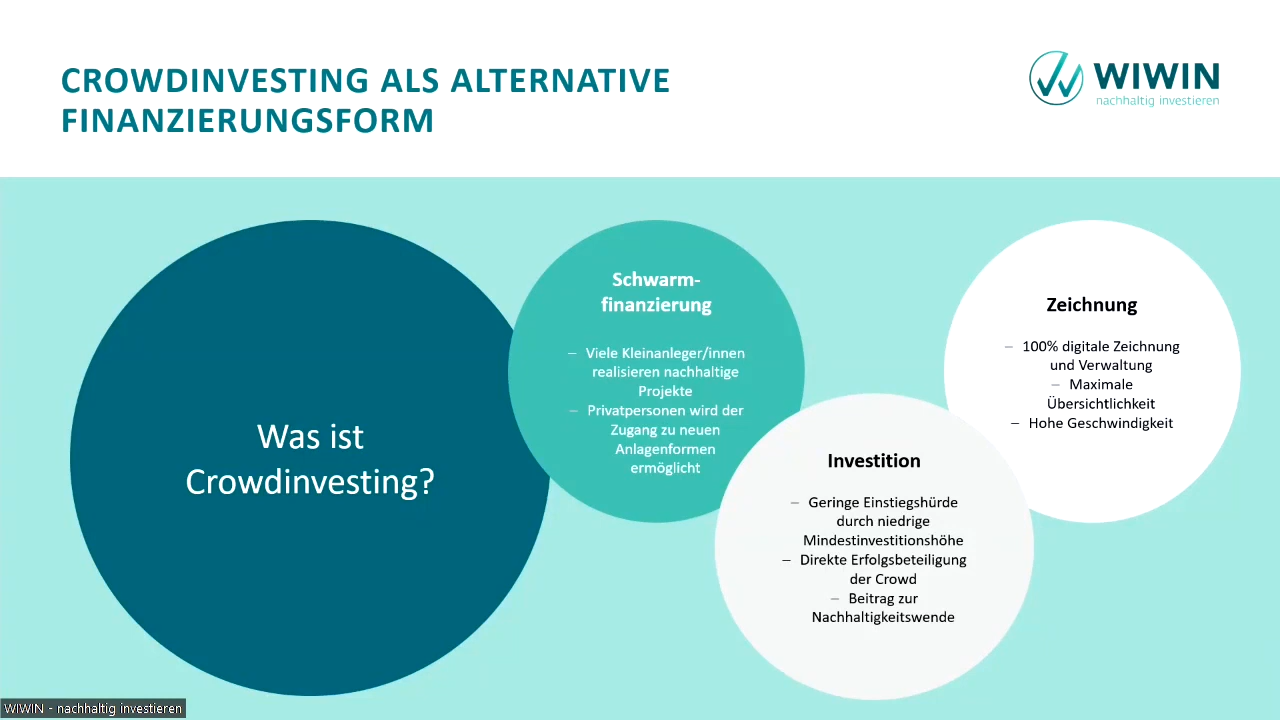 CROWDINVESTING ALS ALTERNATIVE
FINANZIERUNGSFORM
WIWIN
nachhaltig investieren
Was ist
Crowdinvesting?
Schwarm-
finanzierung
– Viele Kleinanleger/innen
realisieren nachhaltige
Projekte
– Privatpersonen wird der
Zugang zu neuen
Anlagenformen
ermöglicht
Investition
– Geringe Einstiegshürde
durch niedrige
Mindestinvestitionshöhe
– Direkte Erfolgsbeteiligung
der Crowd
– Beitrag zur
Nachhaltigkeitswende
Zeichnung
– 100% digitale Zeichnung
und Verwaltung
– Maximale
Übersichtlichkeit
– Hohe Geschwindigkeit
WIWIN - nachhaltig investieren